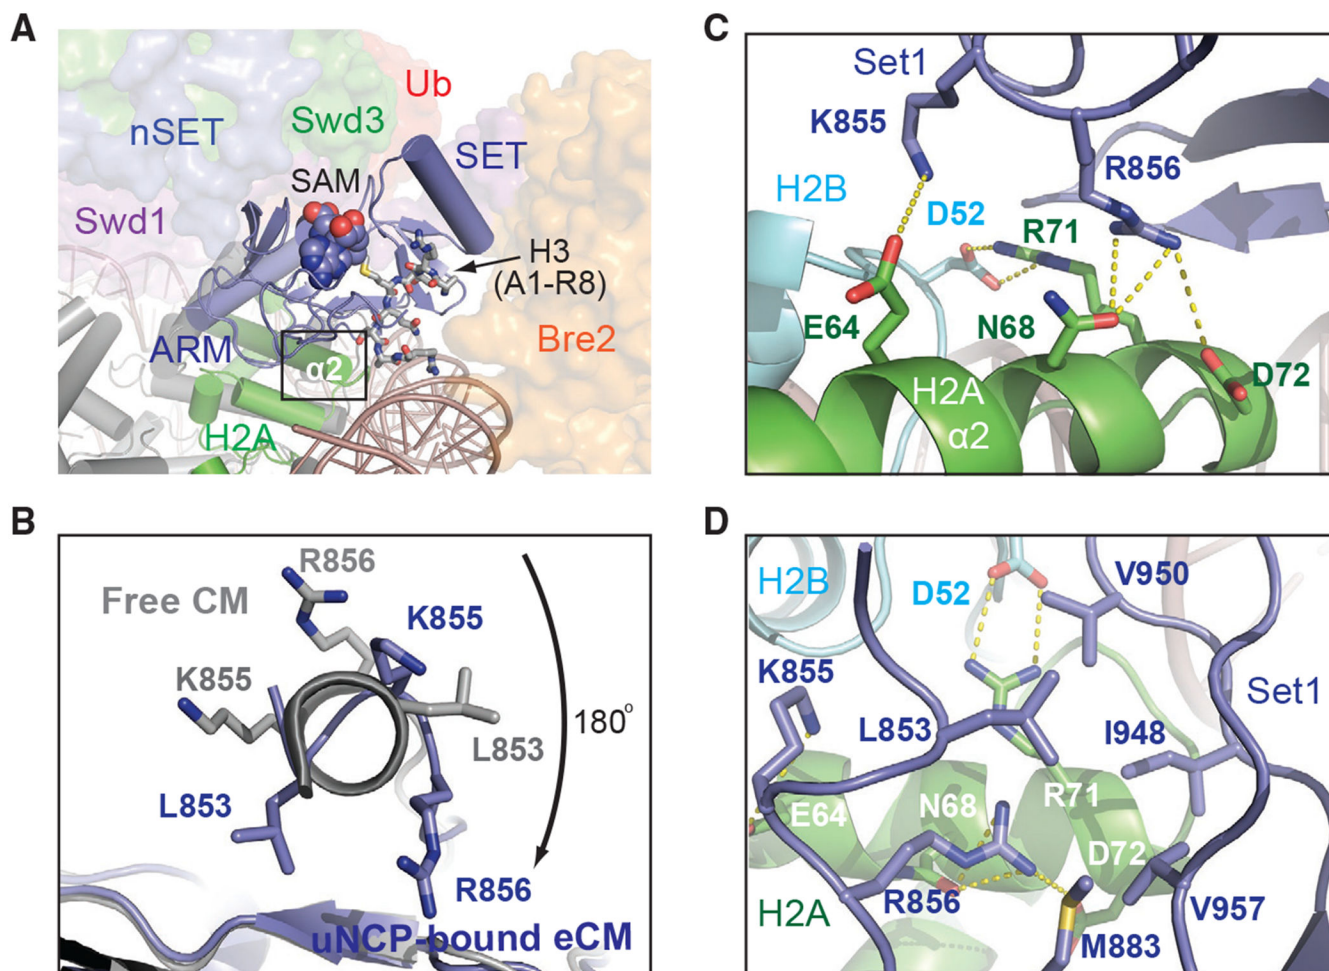 A
nSET
Swd3
Ub
SET
SAM
Swd1
H3
(A1-R8)
ARM
α2
Bre2
H2A
B
R856
Free CM
K855
K855
180°
L853
L853
R856
uNCP-bound eCM
C
Set1
K855
R856
H2B
D52
R71
E64
N68
D72
H2A
α2
D
H2B
D52
V950
K855
Set1
L853
I948
E64
N68
R71
D72
R856
V957
H2A
M883